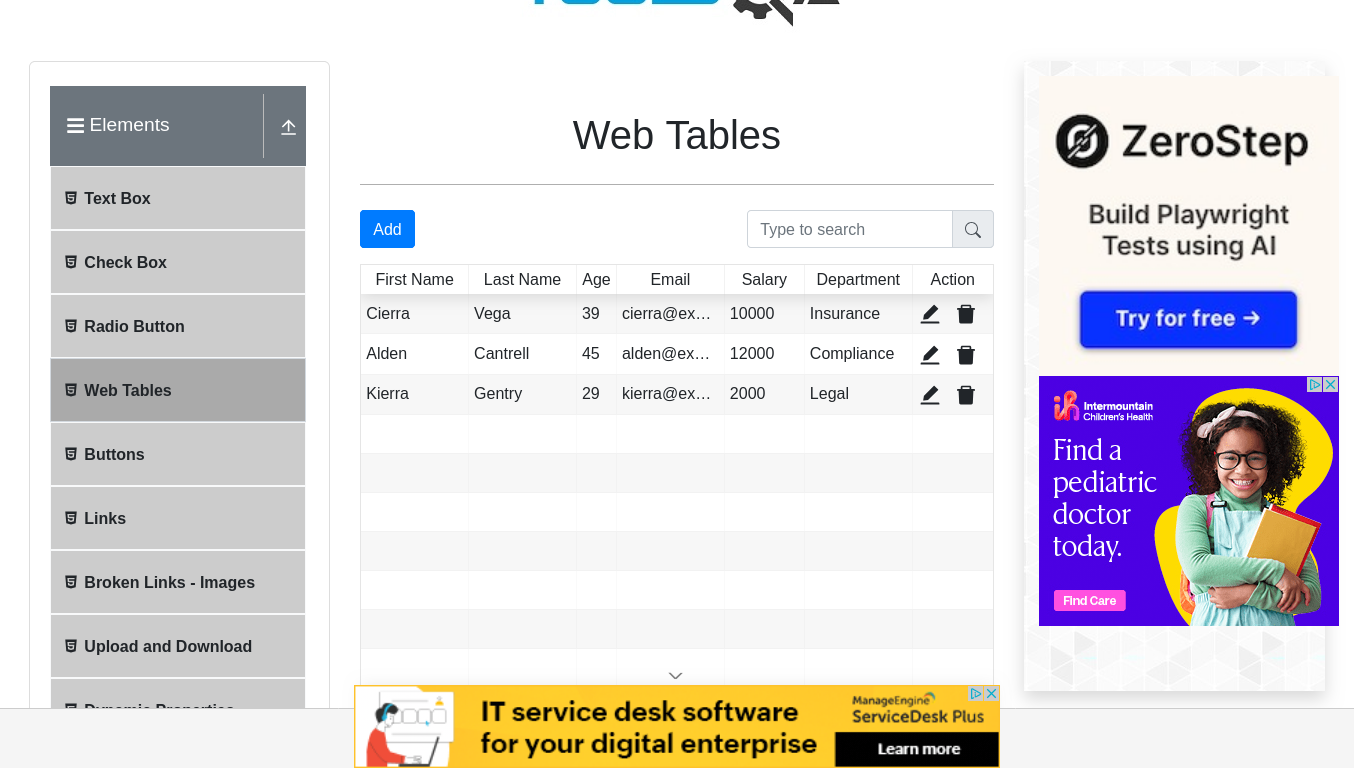 Elements
Text Box
Check Box
Radio Button
Web Tables
Buttons
Links
Broken Links - Images
Upload and Download
Web Tables
Add
Type to search
First Name Last Name Age Email Salary Department Action
Cierra Vega 39 cierra@ex… 10000 Insurance
Alden Cantrell 45 alden@ex… 12000 Compliance
Kierra Gentry 29 kierra@ex… 2000 Legal
ZeroStep
Build Playwright
Tests using AI
Try for free →
Intermountain
Children's Health
Find a
pediatric
doctor
today.
Find Care
IT service desk software
for your digital enterprise
ManageEngine
ServiceDesk Plus
Learn more